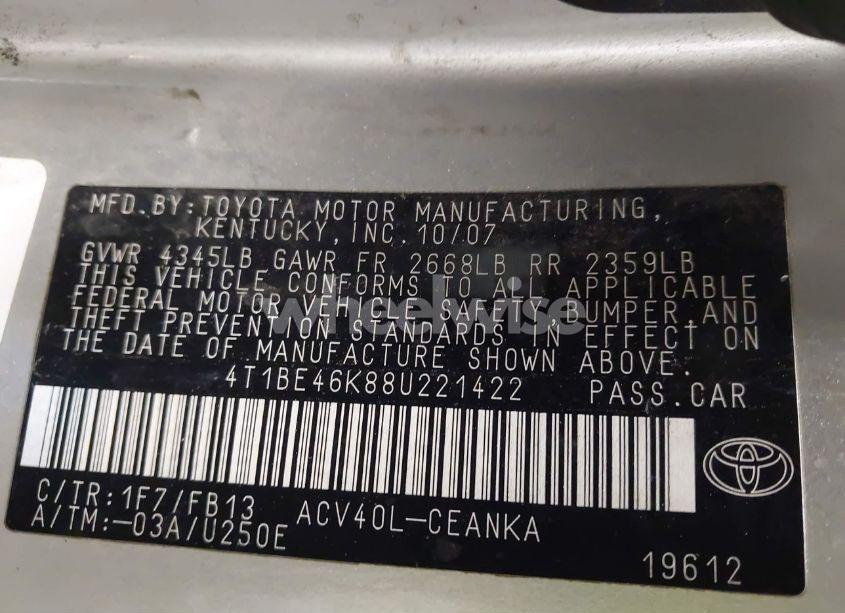 MFD.BY:TOYOTA MOTOR MANUFACTURING,
KENTUCKY,INC. 10/07
GVWR 4345LB GAWR FR 2668LB RR 2359LB
THIS VEHICLE CONFORMS TO ALL APPLICABLE
FEDERAL MOTOR VEHICLE SAFETY,BUMPER,AND
THEFT PREVENTION STANDARDS IN EFFECT ON
THE DATE OF MANUFACTURE SHOWN ABOVE.
4T1BE46K88U221422 PASS.CAR
C/TR:1F7/FB13 ACV40L-CEANKA
A/TM:-03A/U250E
19612
wheelwise